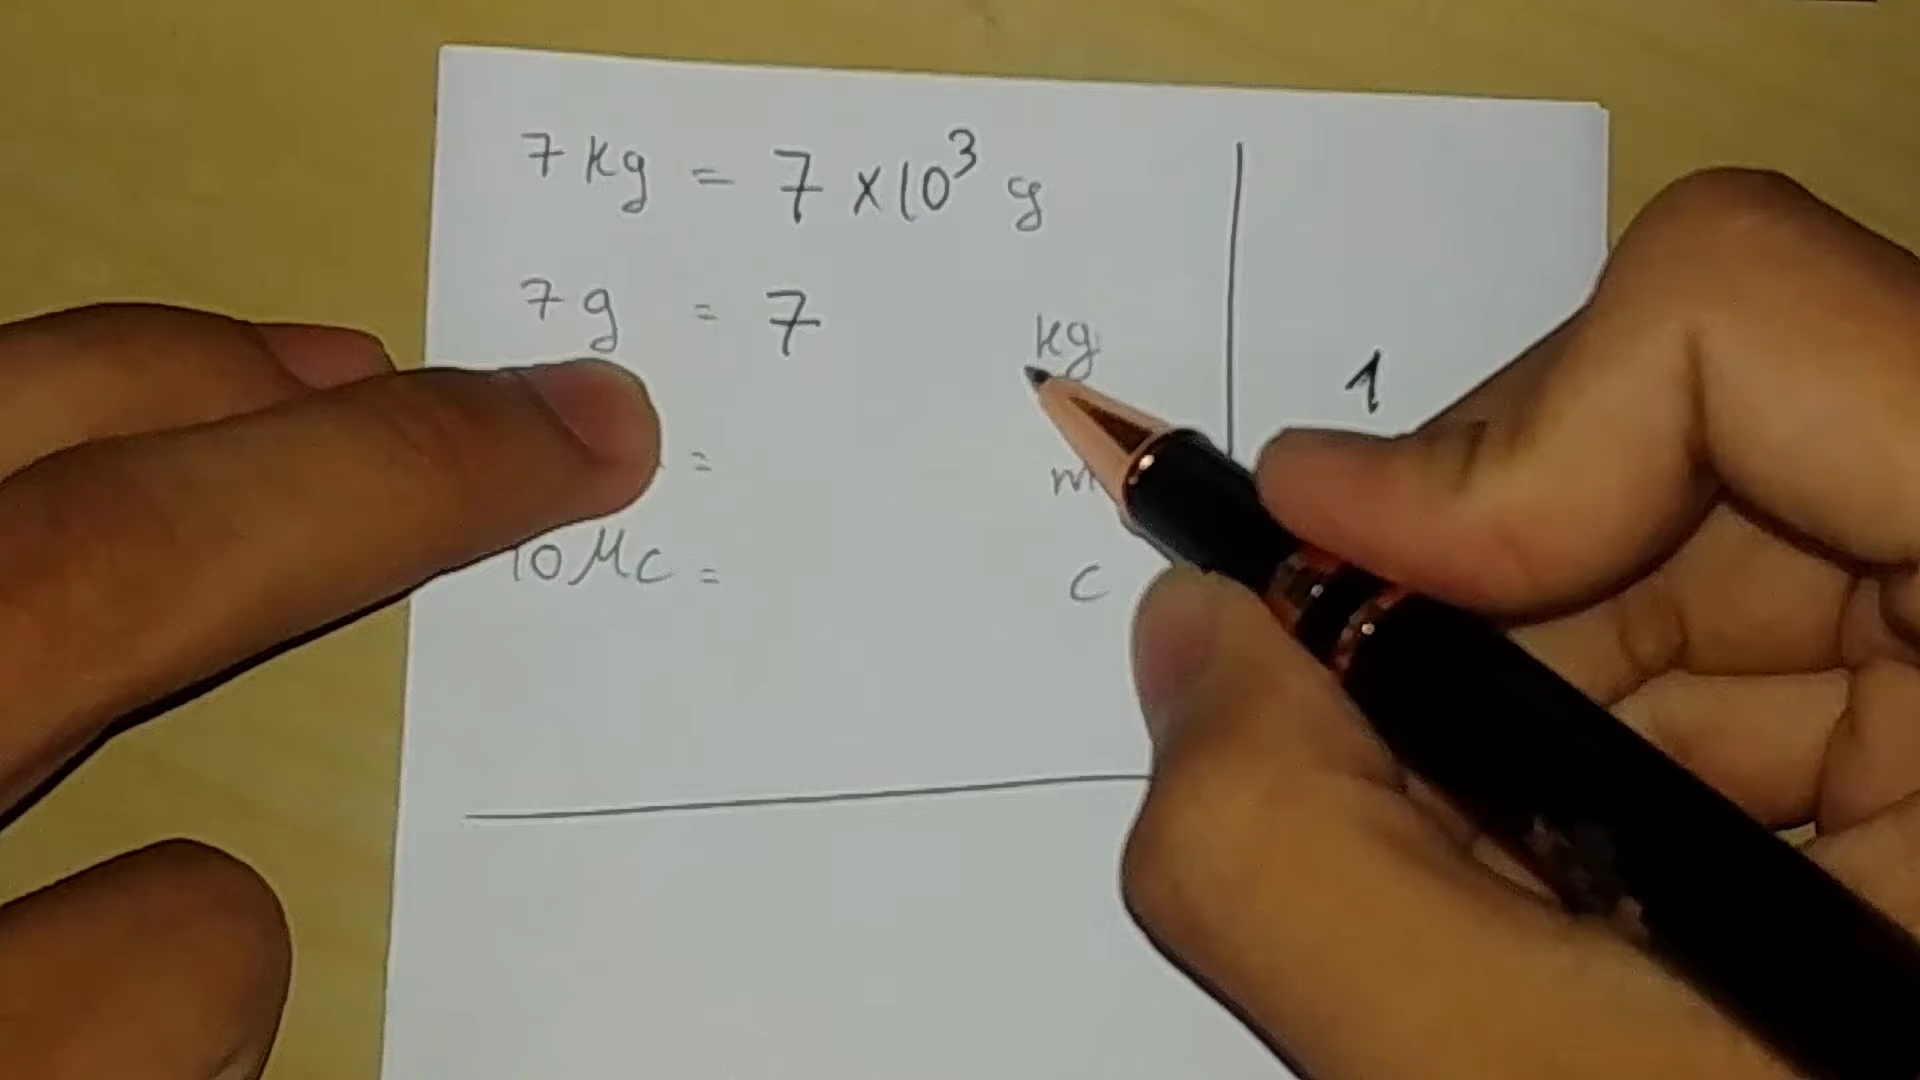 7 kg = 7 ×10³ g
7 g = 7 kg
1
= m
10 μc = c